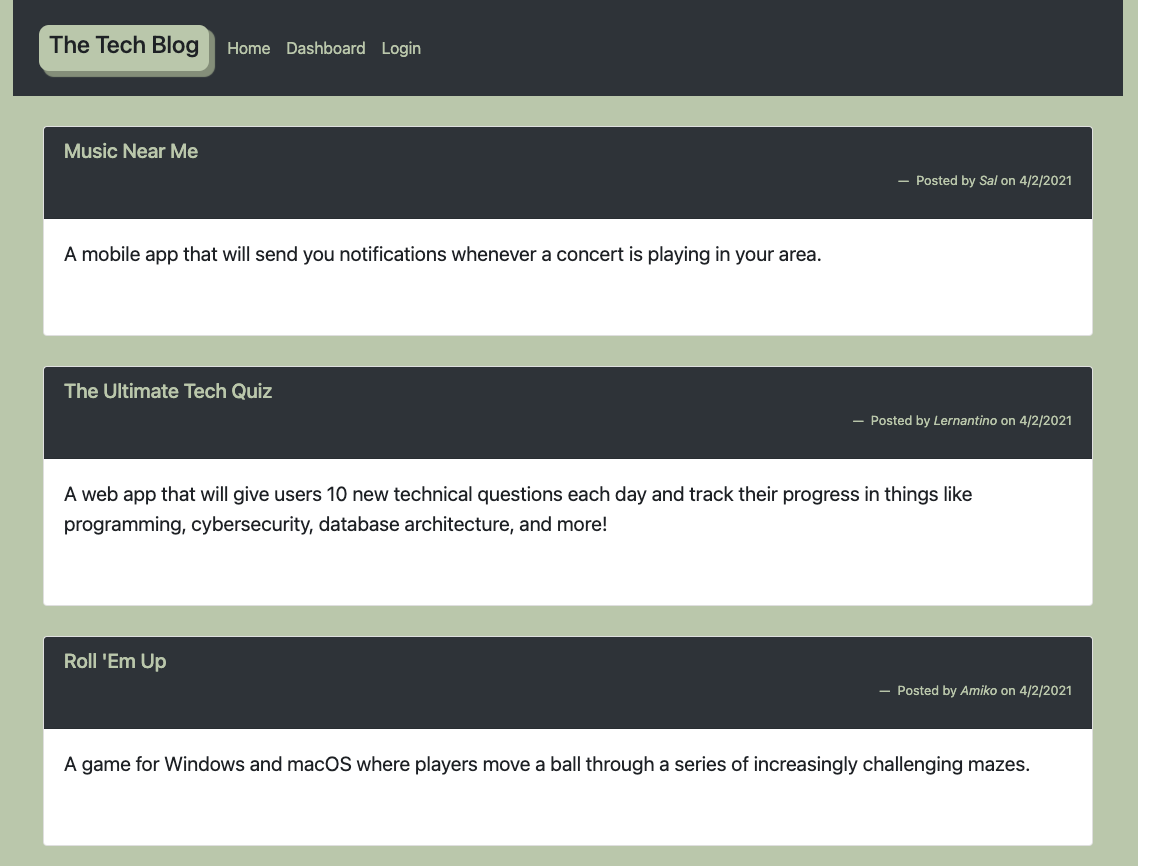 The Tech Blog Home Dashboard Login
Music Near Me
— Posted by Sal on 4/2/2021
A mobile app that will send you notifications whenever a concert is playing in your area.
The Ultimate Tech Quiz
— Posted by Lernantino on 4/2/2021
A web app that will give users 10 new technical questions each day and track their progress in things like
programming, cybersecurity, database architecture, and more!
Roll 'Em Up
— Posted by Amiko on 4/2/2021
A game for Windows and macOS where players move a ball through a series of increasingly challenging mazes.